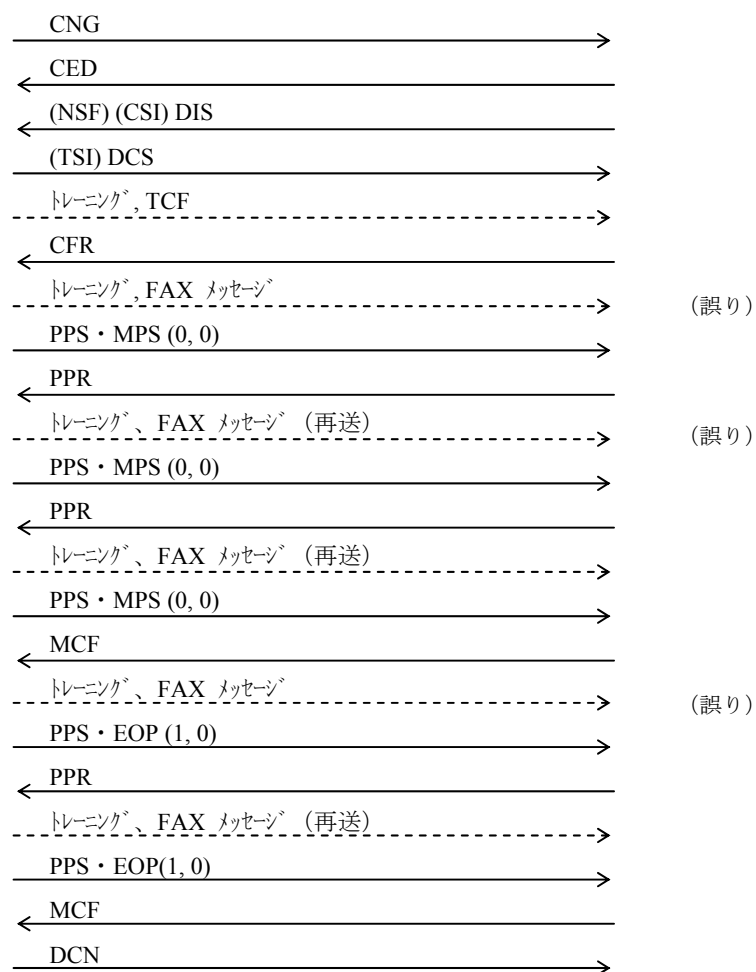 CNG
CED
(NSF) (CSI) DIS
(TSI) DCS
ﾄﾚｰﾆﾝｸﾞ, TCF
CFR
ﾄﾚｰﾆﾝｸﾞ, FAX ﾒｯｾｰｼﾞ (誤り)
PPS・MPS (0, 0)
PPR
ﾄﾚｰﾆﾝｸﾞ、FAX ﾒｯｾｰｼﾞ (再送) (誤り)
PPS・MPS (0, 0)
PPR
ﾄﾚｰﾆﾝｸﾞ、FAX ﾒｯｾｰｼﾞ (再送)
PPS・MPS (0, 0)
MCF
ﾄﾚｰﾆﾝｸﾞ、FAX ﾒｯｾｰｼﾞ (誤り)
PPS・EOP (1, 0)
PPR
ﾄﾚｰﾆﾝｸﾞ、FAX ﾒｯｾｰｼﾞ (再送)
PPS・EOP(1, 0)
MCF
DCN